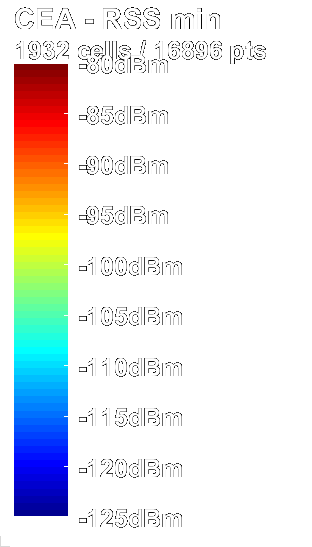 CEA - RSS min
1932 cells / 16896 pts
-80dBm
-85dBm
-90dBm
-95dBm
-100dBm
-105dBm
-110dBm
-115dBm
-120dBm
-125dBm